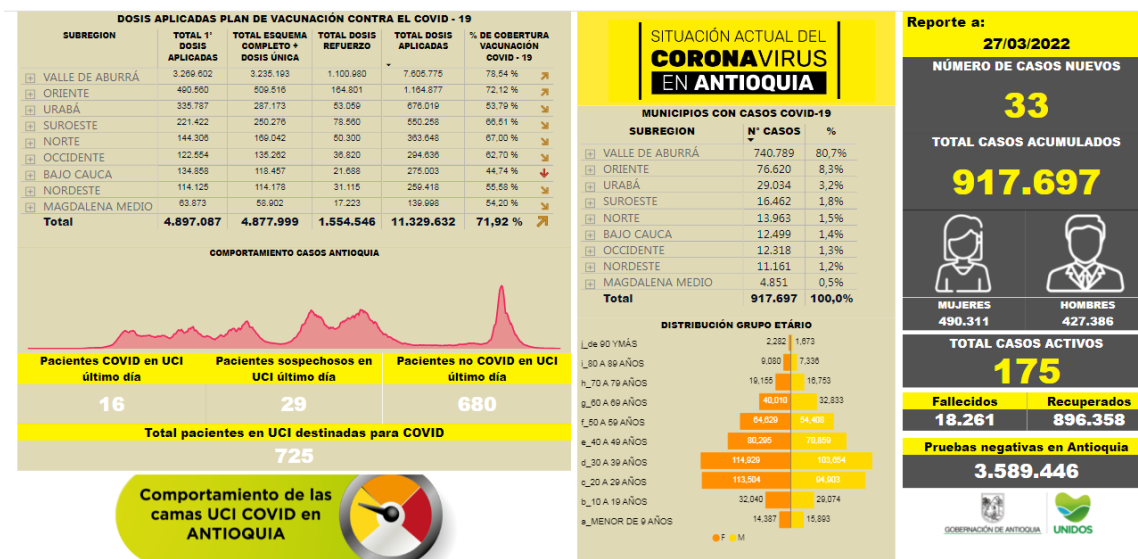 DOSIS APLICADAS PLAN DE VACUNACIÓN CONTRA EL COVID - 19
SUBREGION TOTAL 1° DOSIS APLICADAS TOTAL ESQUEMA COMPLETO + DOSIS ÚNICA TOTAL DOSIS REFUERZO TOTAL DOSIS APLICADAS % DE COBERTURA VACUNACIÓN COVID - 19
VALLE DE ABURRÁ 3.269.602 3.235.193 1.100.980 7.605.775 78,54 %
ORIENTE 490.560 509.516 164.801 1.164.877 72,12 %
URABÁ 335.787 287.173 53.059 676.019 53,79 %
SUROESTE 221.422 250.276 78.560 550.258 66,51 %
NORTE 144.306 169.042 50.300 363.648 67,00 %
OCCIDENTE 122.554 135.262 36.820 294.636 62,70 %
BAJO CAUCA 134.858 118.457 21.688 275.003 44,74 %
NORDESTE 114.125 114.178 31.115 259.418 55,58 %
MAGDALENA MEDIO 63.873 58.902 17.223 139.998 54,20 %
Total 4.897.087 4.877.999 1.554.546 11.329.632 71,92 %
COMPORTAMIENTO CASOS ANTIOQUIA
Pacientes COVID en UCI último día
16
Pacientes sospechosos en UCI último día
29
Pacientes no COVID en UCI último día
680
Total pacientes en UCI destinadas para COVID
725
Comportamiento de las
camas UCI COVID en
ANTIOQUIA
SITUACIÓN ACTUAL DEL
CORONAVIRUS
EN ANTIOQUIA
MUNICIPIOS CON CASOS COVID-19
SUBREGION N° CASOS %
VALLE DE ABURRÁ 740.789 80,7%
ORIENTE 76.620 8,3%
URABÁ 29.034 3,2%
SUROESTE 16.462 1,8%
NORTE 13.963 1,5%
BAJO CAUCA 12.499 1,4%
OCCIDENTE 12.318 1,3%
NORDESTE 11.161 1,2%
MAGDALENA MEDIO 4.851 0,5%
Total 917.697 100,0%
DISTRIBUCIÓN GRUPO ETÁRIO
j_de 90 YMÁS 2,282 1,673
i_80 A 89 AÑOS 9,080 7,336
h_70 A 79 AÑOS 19,155 16,753
g_60 A 69 AÑOS 40,010 32,833
f_50 A 59 AÑOS 64,629 54,408
e_40 A 49 AÑOS 80,295 70,859
d_30 A 39 AÑOS 114,929 103,654
c_20 A 29 AÑOS 113,504 94,903
b_10 A 19 AÑOS 32,040 29,074
a_MENOR DE 9 AÑOS 14,387 15,893
F M
Reporte a:
27/03/2022
NÚMERO DE CASOS NUEVOS
33
TOTAL CASOS ACUMULADOS
917.697
MUJERES HOMBRES
490.311 427.386
TOTAL CASOS ACTIVOS
175
Fallecidos Recuperados
18.261 896.358
Pruebas negativas en Antioquia
3.589.446
GOBERNACIÓN DE ANTIOQUIA UNIDOS